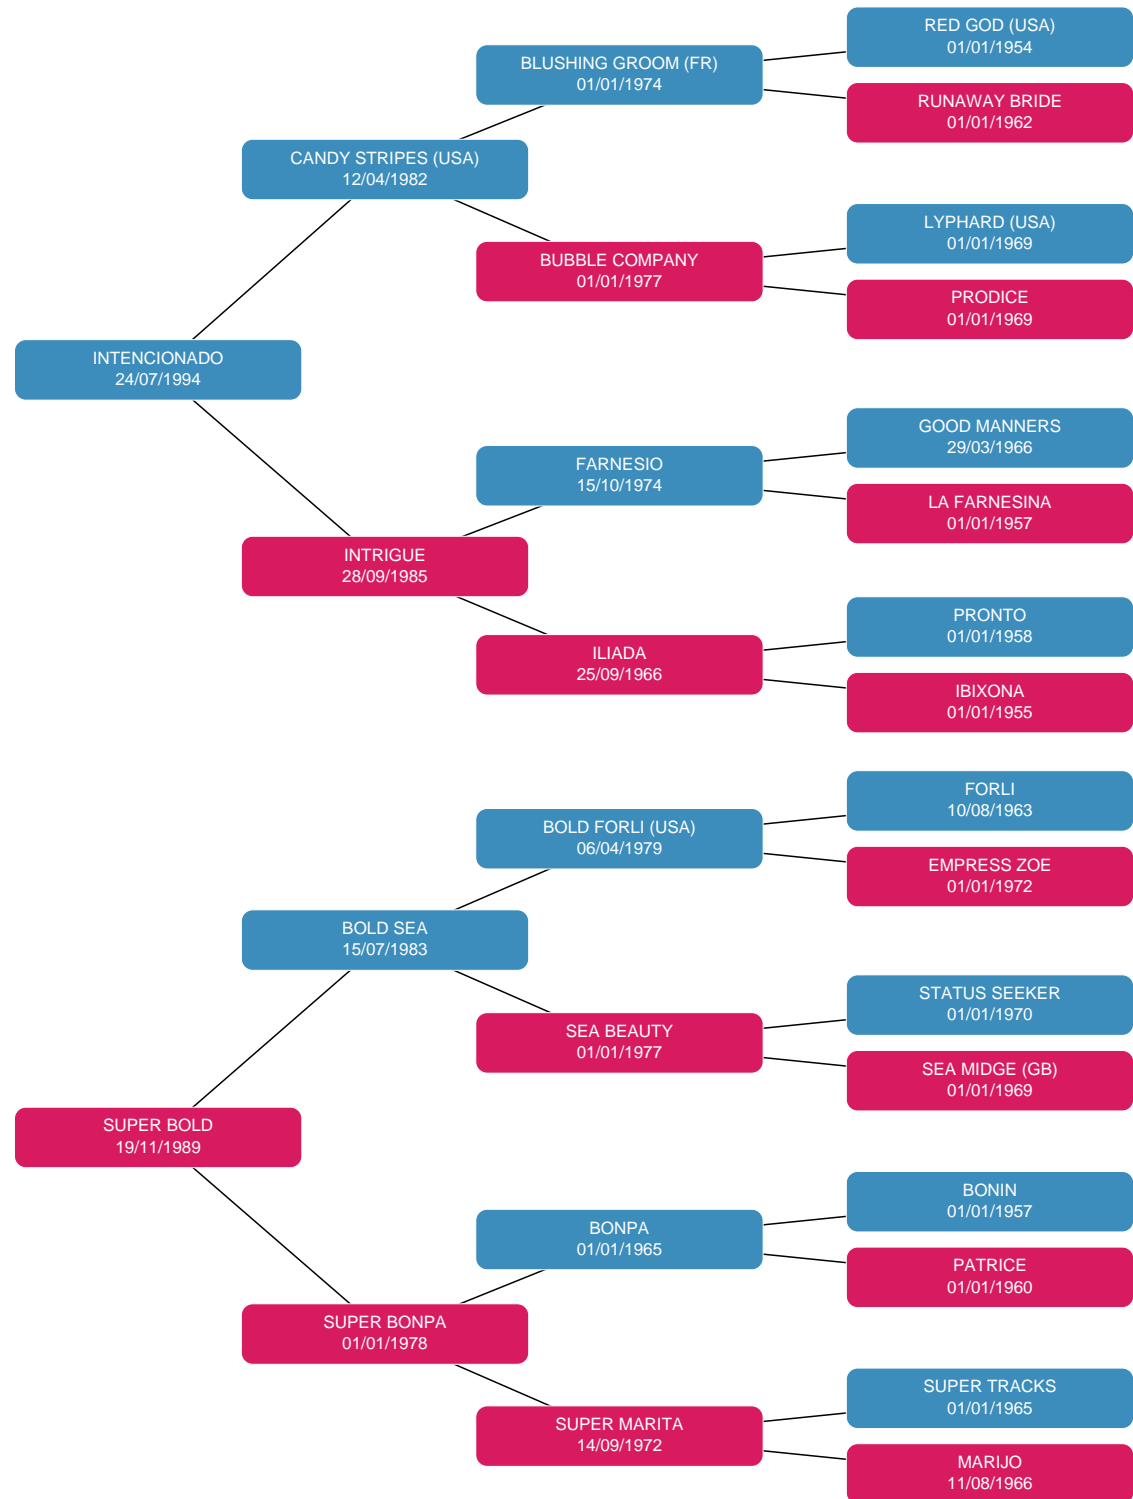 RED GOD (USA)
01/01/1954
BLUSHING GROOM (FR)
01/01/1974
RUNAWAY BRIDE
01/01/1962
CANDY STRIPES (USA)
12/04/1982
LYPHARD (USA)
01/01/1969
BUBBLE COMPANY
01/01/1977
PRODICE
01/01/1969
INTENCIONADO
24/07/1994
GOOD MANNERS
29/03/1966
FARNESIO
15/10/1974
LA FARNESINA
01/01/1957
INTRIGUE
28/09/1985
PRONTO
01/01/1958
ILIADA
25/09/1966
IBIXONA
01/01/1955
FORLI
10/08/1963
BOLD FORLI (USA)
06/04/1979
EMPRESS ZOE
01/01/1972
BOLD SEA
15/07/1983
STATUS SEEKER
01/01/1970
SEA BEAUTY
01/01/1977
SEA MIDGE (GB)
01/01/1969
SUPER BOLD
19/11/1989
BONIN
01/01/1957
BONPA
01/01/1965
PATRICE
01/01/1960
SUPER BONPA
01/01/1978
SUPER TRACKS
01/01/1965
SUPER MARITA
14/09/1972
MARIJO
11/08/1966